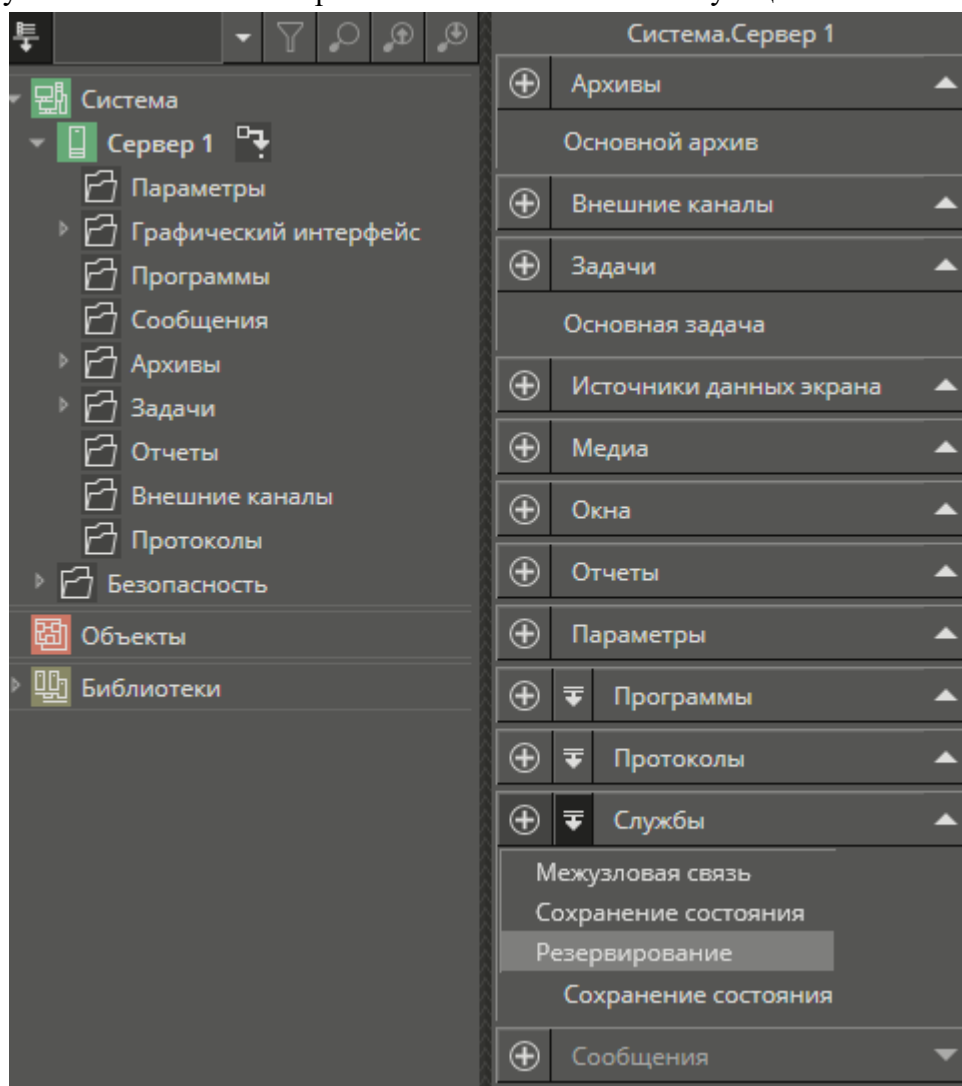 Система
Сервер 1
Параметры
Графический интерфейс
Программы
Сообщения
Архивы
Задачи
Отчеты
Внешние каналы
Протоколы
Безопасность
Объекты
Библиотеки
Система.Сервер 1
Архивы
Основной архив
Внешние каналы
Задачи
Основная задача
Источники данных экрана
Медиа
Окна
Отчеты
Параметры
Программы
Протоколы
Службы
Межузловая связь
Сохранение состояния
Резервирование
Сохранение состояния
Сообщения